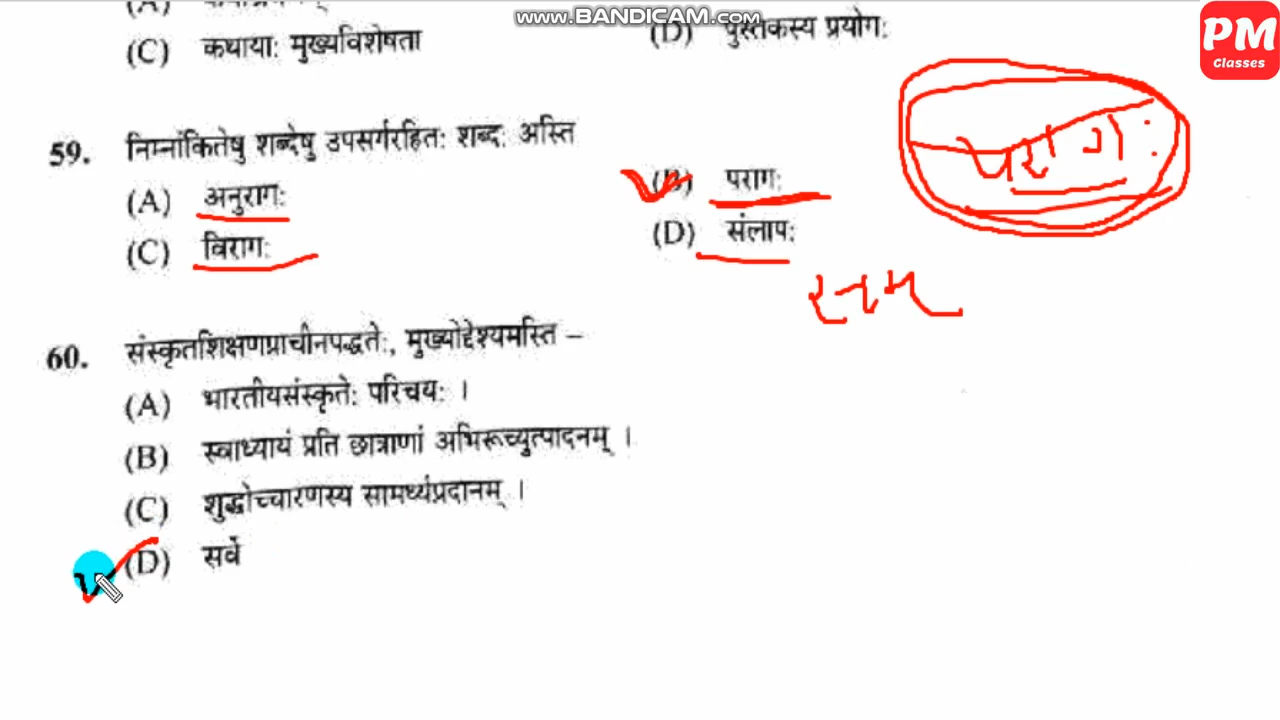 www.BANDICAM.com
PM
Classes
(A)
(C) कथायाः मुख्यविशेषता
(D) पुस्तकस्य प्रयोगः
59. निम्नांकितेषु शब्देषु उपसर्गरहितः शब्दः अस्ति
(A) अनुरागः
(B) परागः
(C) विरागः
(D) संलापः
परागः
सम
60. संस्कृतशिक्षणप्राचीनपद्धतेः, मुख्योद्देश्यमस्ति –
(A) भारतीयसंस्कृतेः परिचयः ।
(B) स्वाध्यायं प्रति छात्राणां अभिरूच्युत्पादनम् ।
(C) शुद्धोच्चारणस्य सामर्थ्यप्रदानम् ।
(D) सर्वे